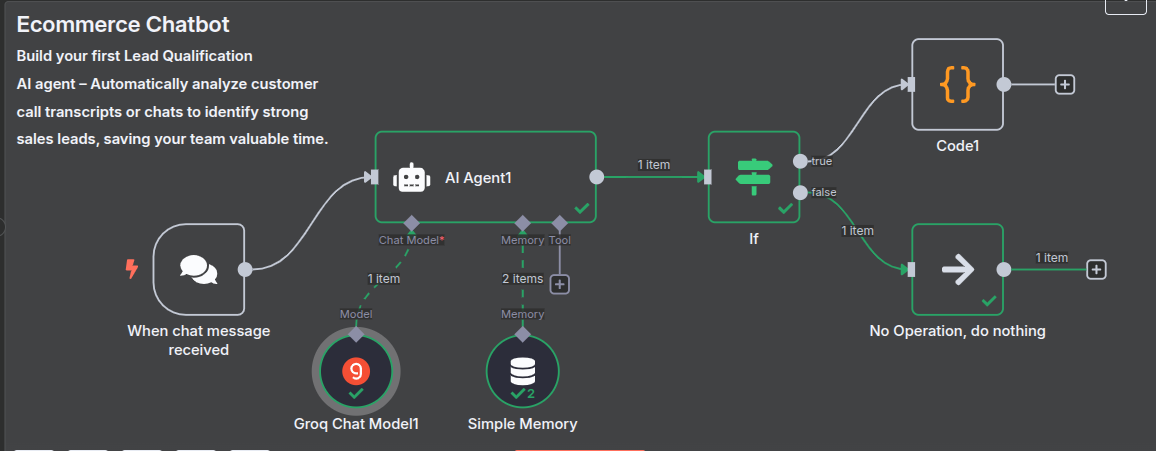 Ecommerce Chatbot
Build your first Lead Qualification
AI agent – Automatically analyze customer
call transcripts or chats to identify strong
sales leads, saving your team valuable time.
Code1
AI Agent1
1 item
true
false
If
Chat Model*
Memory
Tool
1 item
1 item
2 items
1 item
Model
Memory
When chat message
received
No Operation, do nothing
9
2
Groq Chat Model1
Simple Memory